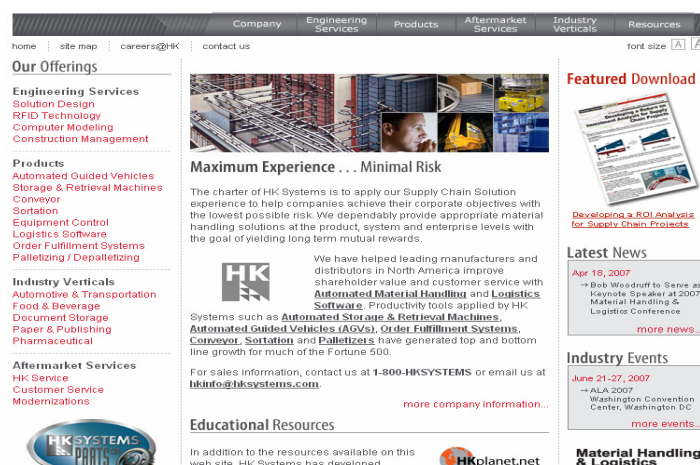 Company
Engineering
Services
Products
Aftermarket
Services
Industry
Verticals
Resources
home
site map
careers@HK
contact us
font size A A
Our Offerings
Engineering Services
Solution Design
RFID Technology
Computer Modeling
Construction Management
Products
Automated Guided Vehicles
Storage & Retrieval Machines
Conveyor
Sortation
Equipment Control
Logistics Software
Order Fulfillment Systems
Palletizing / Depalletizing
Industry Verticals
Automotive & Transportation
Food & Beverage
Document Storage
Paper & Publishing
Pharmaceutical
Aftermarket Services
HK Service
Customer Service
Modernizations
HKSYSTEMS
PARTS
Maximum Experience . . . Minimal Risk
The charter of HK Systems is to apply our Supply Chain Solution
experience to help companies achieve their corporate objectives with
the lowest possible risk. We dependably provide appropriate material
handling solutions at the product, system and enterprise levels with
the goal of yielding long term mutual rewards.
HK
We have helped leading manufacturers and
distributors in North America improve
shareholder value and customer service with
Automated Material Handling and Logistics
Software. Productivity tools applied by HK
Systems such as Automated Storage & Retrieval Machines,
Automated Guided Vehicles (AGVs), Order Fulfillment Systems,
Conveyor, Sortation and Palletizers have generated top and bottom
line growth for much of the Fortune 500.
For sales information, contact us at 1-800-HKSYSTEMS or email us at
hkinfo@hksystems.com.
more company information...
Educational Resources
In addition to the resources available on this
web site, HK Systems has developed
HKplanet.net
Featured Download
Developing a Return on
Investment Analysis for Supply
Chain Projects
Developing a ROI Analysis
for Supply Chain Projects
Latest News
Apr 18, 2007
→Bob Woodruff to Serve as
Keynote Speaker at 2007
Material Handling &
Logistics Conference
more news...
Industry Events
June 21-27, 2007
→ALA 2007
Washington Convention
Center, Washington DC
more events...
Material Handling
& Logistics